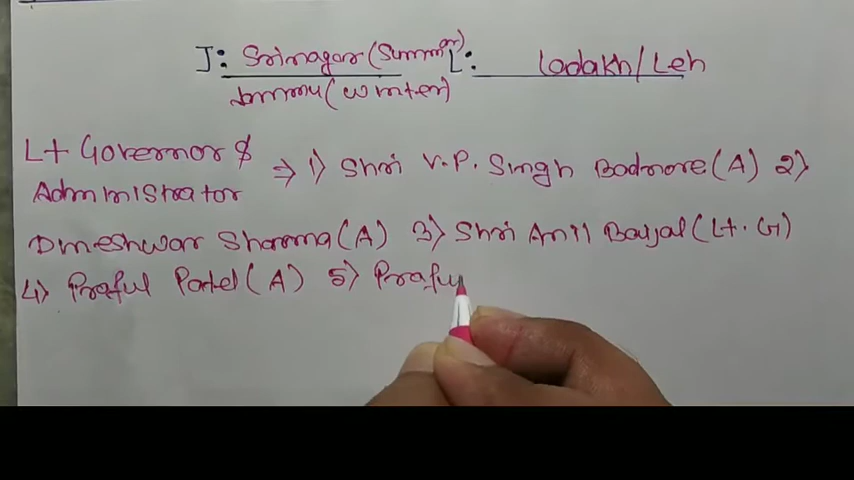 J: Srinagar (Summer) L: Ladakh/Leh
Jammu (winter)
Lt Governor &
Administrator ⇒ 1) Shri V.P. Singh Badnore (A) 2)
Dineshwar Sharma (A) 3) Shri Anil Baijal (Lt. G)
4) Praful Patel (A) 5) Prafu